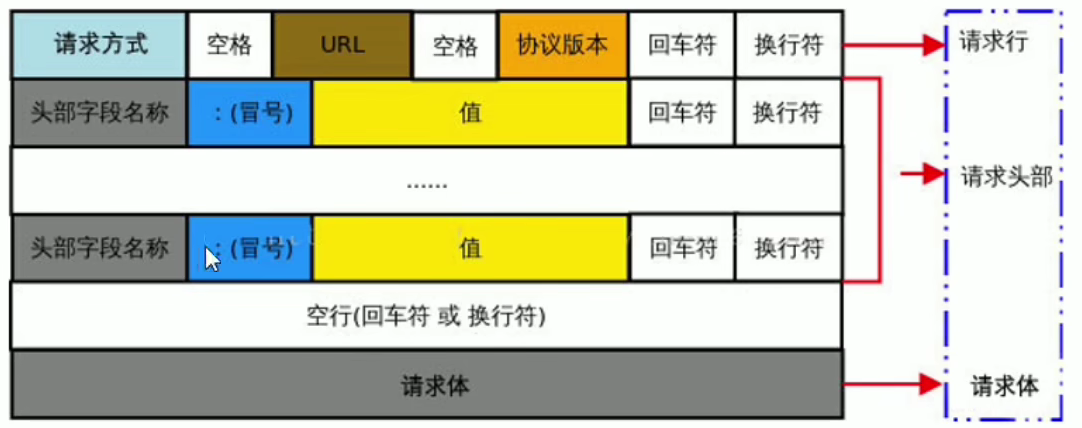 请求方式 空格 URL 空格 协议版本 回车符 换行符 请求行
头部字段名称 :(冒号) 值 回车符 换行符
...... 请求头部
头部字段名称 :(冒号) 值 回车符 换行符
空行(回车符 或 换行符)
请求体 请求体